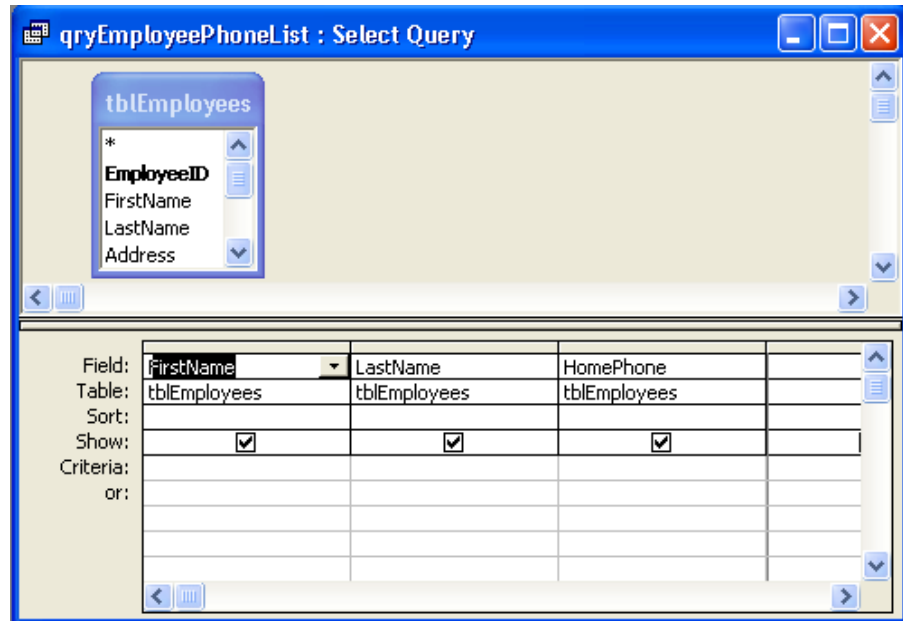 qryEmployeePhoneList : Select Query
tblEmployees
*
EmployeeID
FirstName
LastName
Address
Field: FirstName LastName HomePhone
Table: tblEmployees tblEmployees tblEmployees
Sort:
Show:
Criteria:
or: